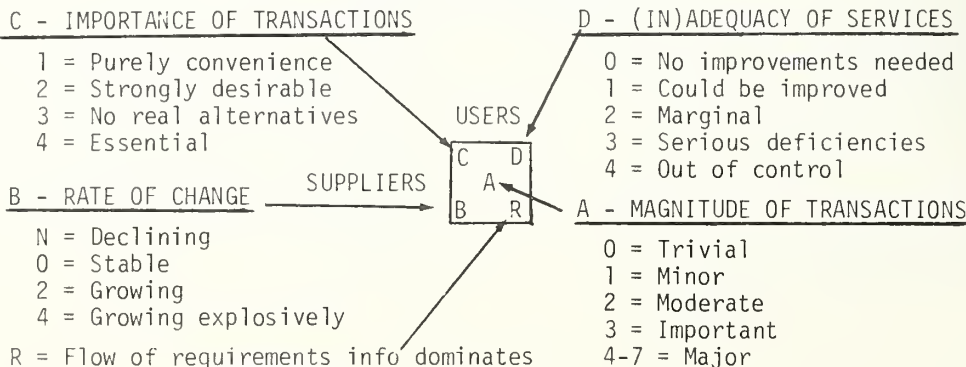 C - IMPORTANCE OF TRANSACTIONS
1 = Purely convenience
2 = Strongly desirable
3 = No real alternatives
4 = Essential
D - (IN)ADEQUACY OF SERVICES
0 = No improvements needed
1 = Could be improved
2 = Marginal
3 = Serious deficiencies
4 = Out of control
USERS
SUPPLIERS
C D
A
B R
B - RATE OF CHANGE
N = Declining
0 = Stable
2 = Growing
4 = Growing explosively
R = Flow of requirements info dominates
A - MAGNITUDE OF TRANSACTIONS
0 = Trivial
1 = Minor
2 = Moderate
3 = Important
4-7 = Major